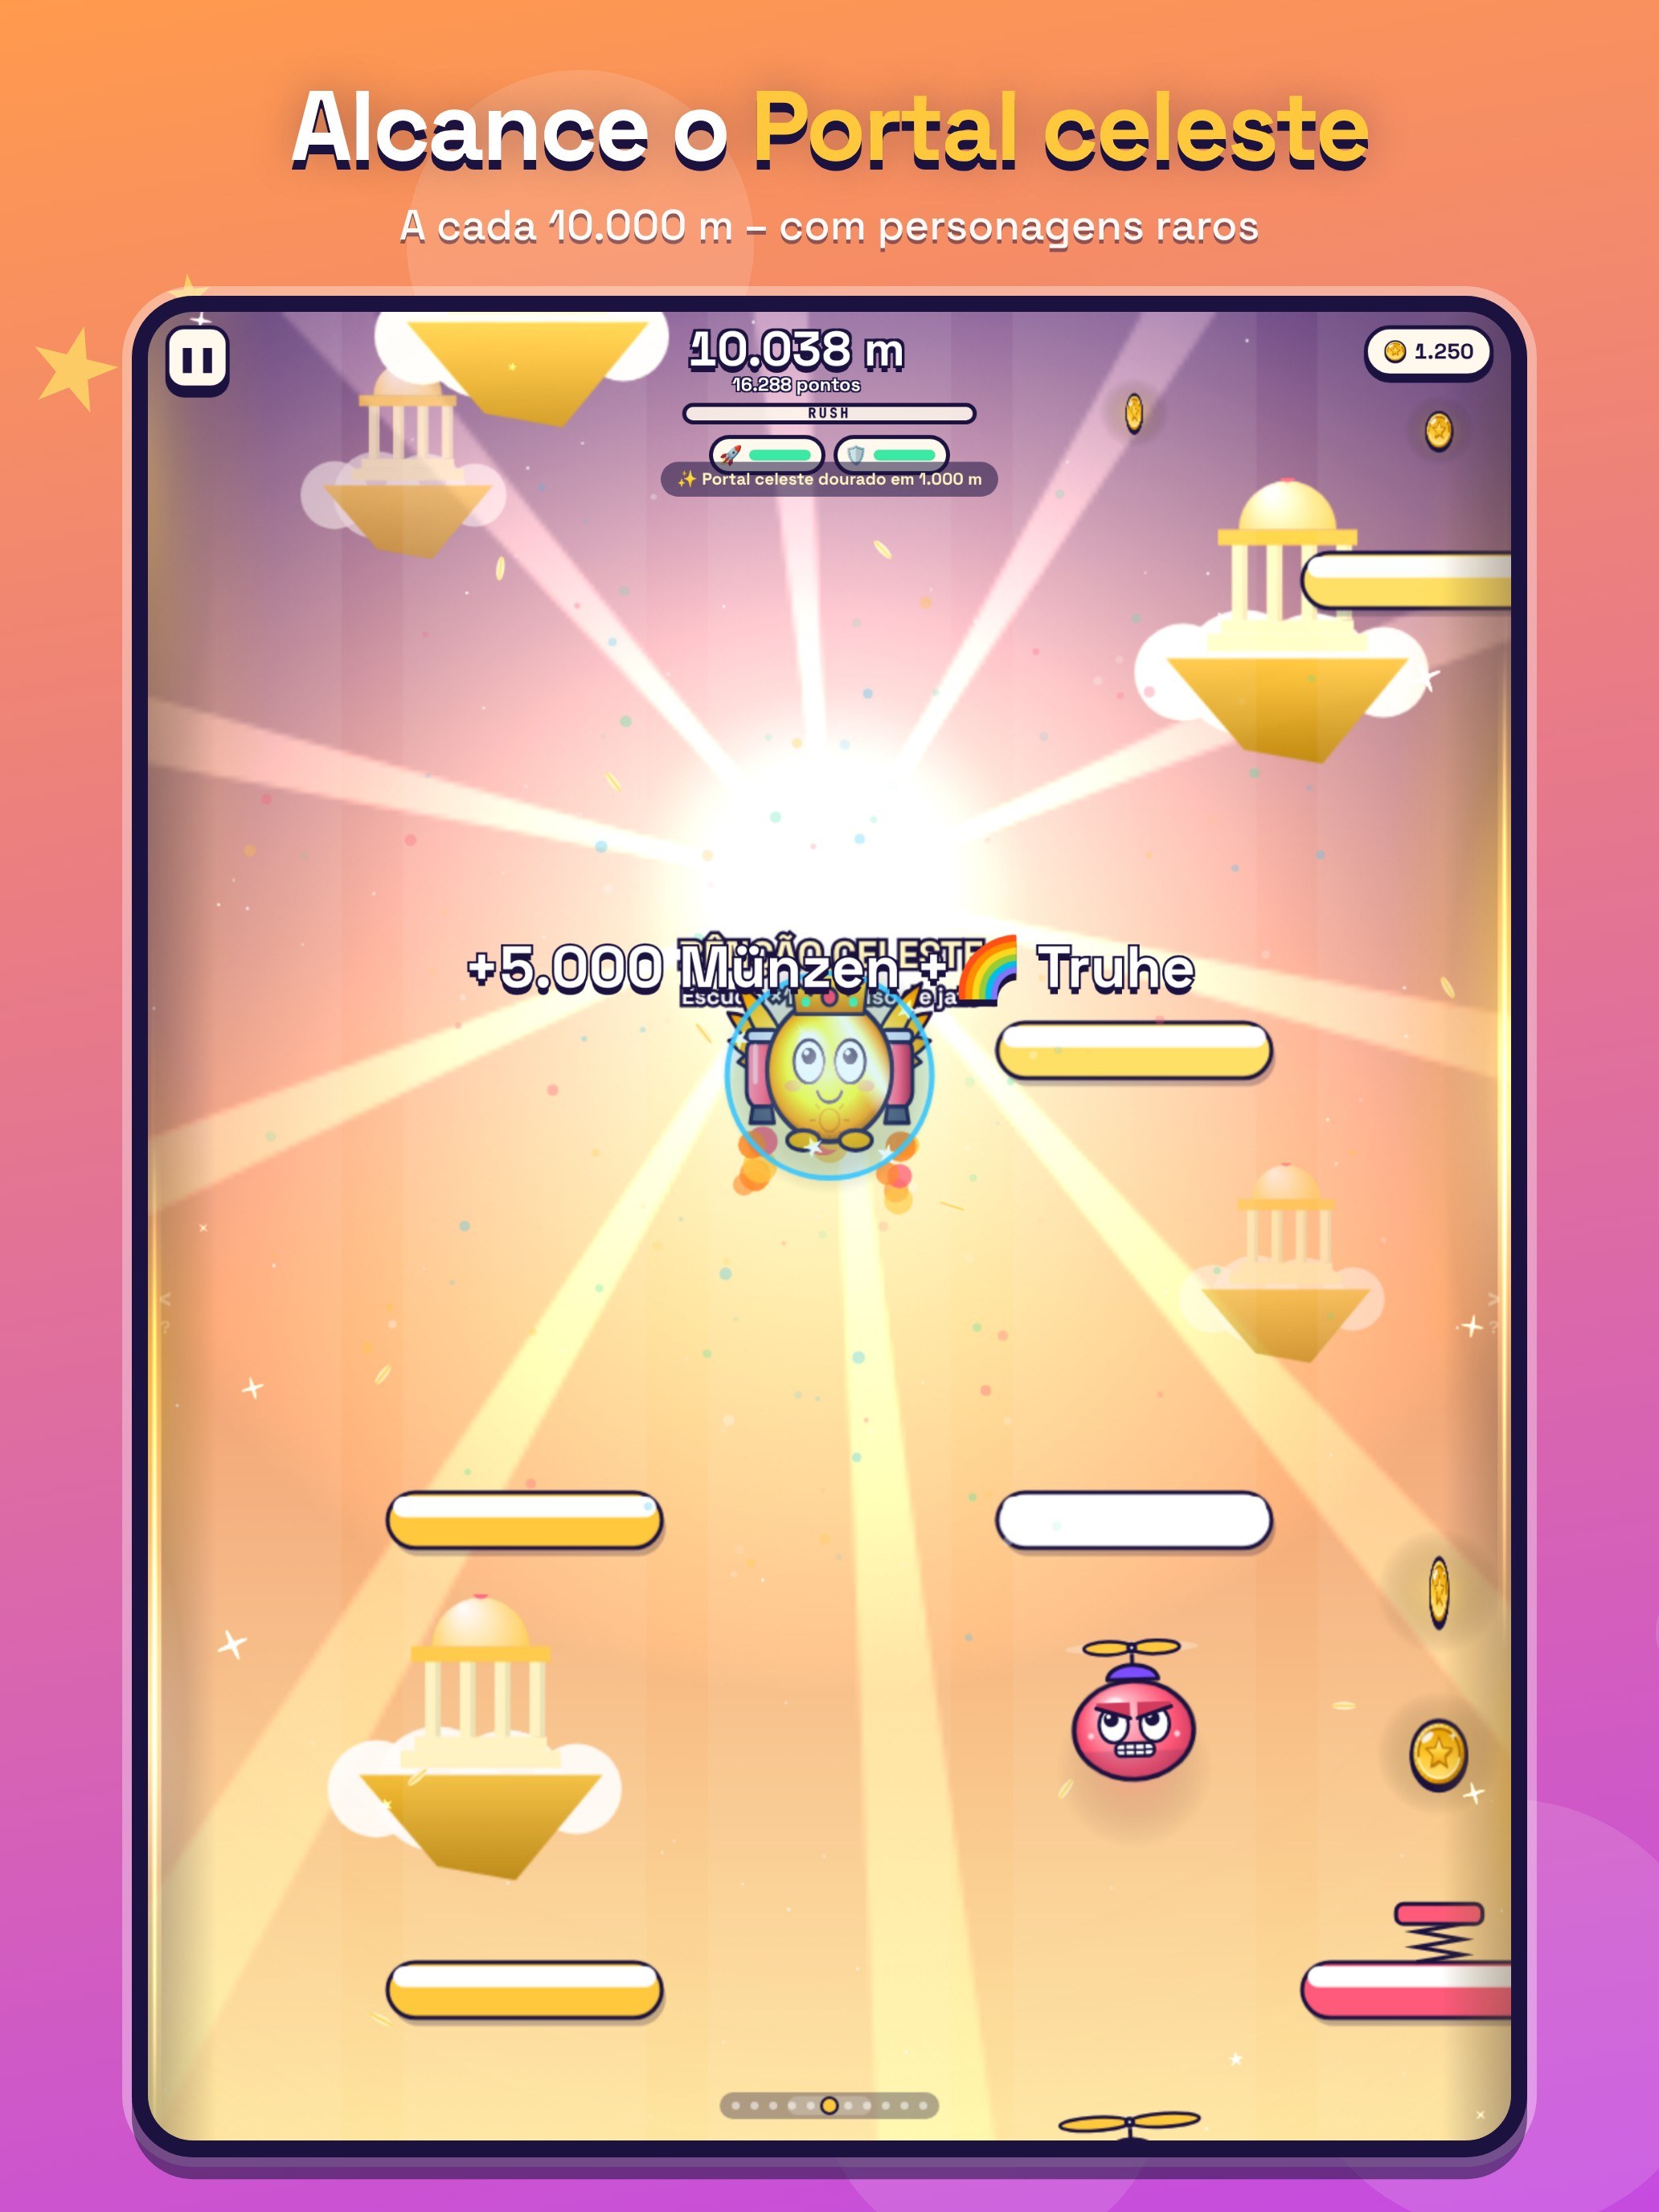 Alcance o Portal celeste
A cada 10.000 m – com personagens raros
10.038 m
1.250
16.288 pontos
RUSH
✨ Portal celeste dourado em 1.000 m
CELESTE
+5.000 Münzen + 🌈 Truhe
< >
? ?